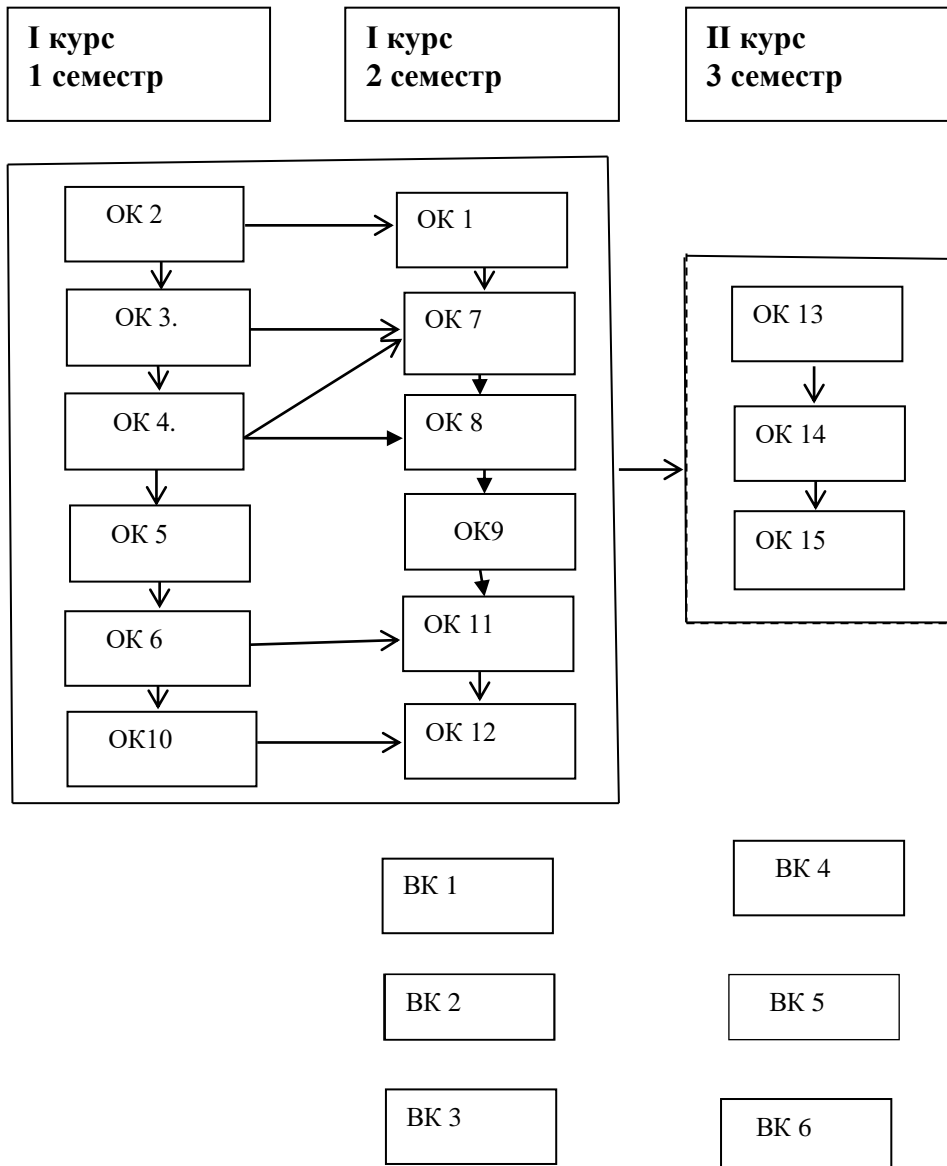 І курс
1 семестр
І курс
2 семестр
ІІ курс
3 семестр
ОК 2
ОК 1
ОК 3.
ОК 7
ОК 13
ОК 4.
ОК 8
ОК 14
ОК 5
ОК9
ОК 15
ОК 6
ОК 11
ОК10
ОК 12
ВК 1
ВК 4
ВК 2
ВК 5
ВК 3
ВК 6